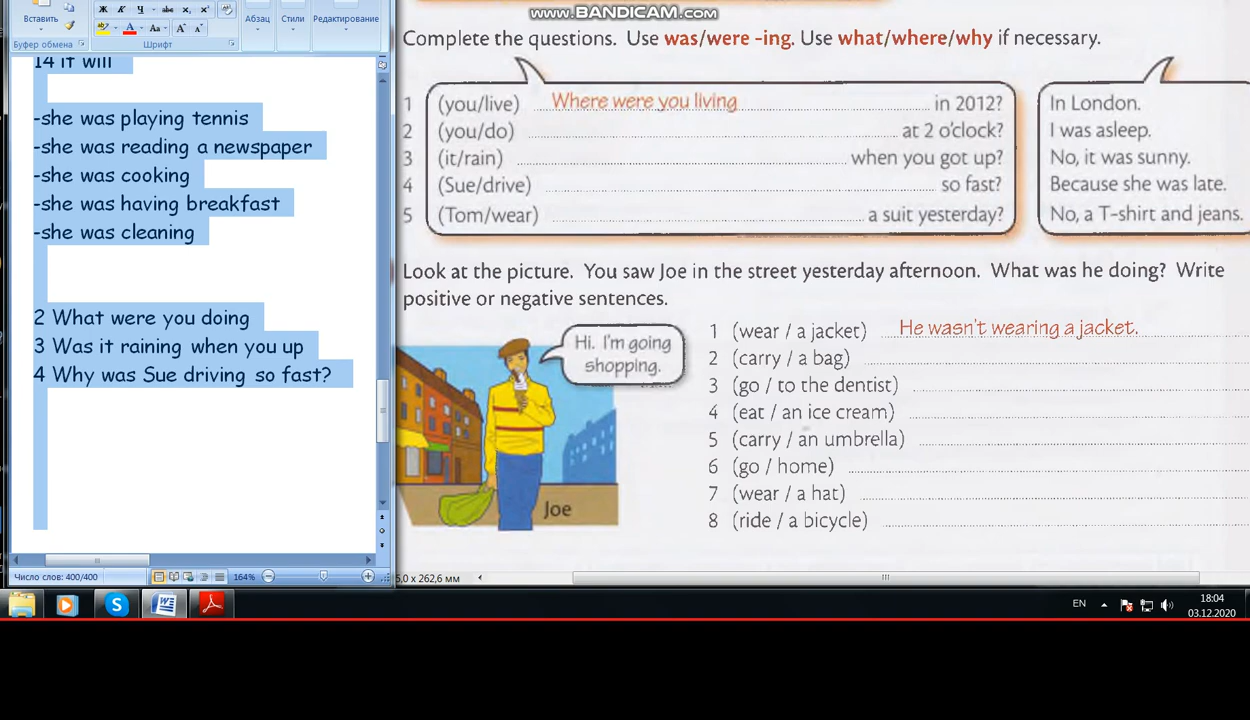 www.BANDICAM.com
Вставить
Буфер обмена
Ж К Ч abc x₂ x²
Aa
Шрифт
Абзац
Стили
Редактирование
14 it will
-she was playing tennis
-she was reading a newspaper
-she was cooking
-she was having breakfast
-she was cleaning
2 What were you doing
3 Was it raining when you up
4 Why was Sue driving so fast?
Число слов: 400/400
164%
Complete the questions. Use was/were -ing. Use what/where/why if necessary.
1 (you/live) Where were you living in 2012? In London.
2 (you/do) at 2 o'clock? I was asleep.
3 (it/rain) when you got up? No, it was sunny.
4 (Sue/drive) so fast? Because she was late.
5 (Tom/wear) a suit yesterday? No, a T-shirt and jeans.
Look at the picture. You saw Joe in the street yesterday afternoon. What was he doing? Write
positive or negative sentences.
Hi. I'm going
shopping.
Joe
1 (wear / a jacket) He wasn't wearing a jacket.
2 (carry / a bag)
3 (go / to the dentist)
4 (eat / an ice cream)
5 (carry / an umbrella)
6 (go / home)
7 (wear / a hat)
8 (ride / a bicycle)
5,0 x 262,6 мм
EN
18:04
03.12.2020